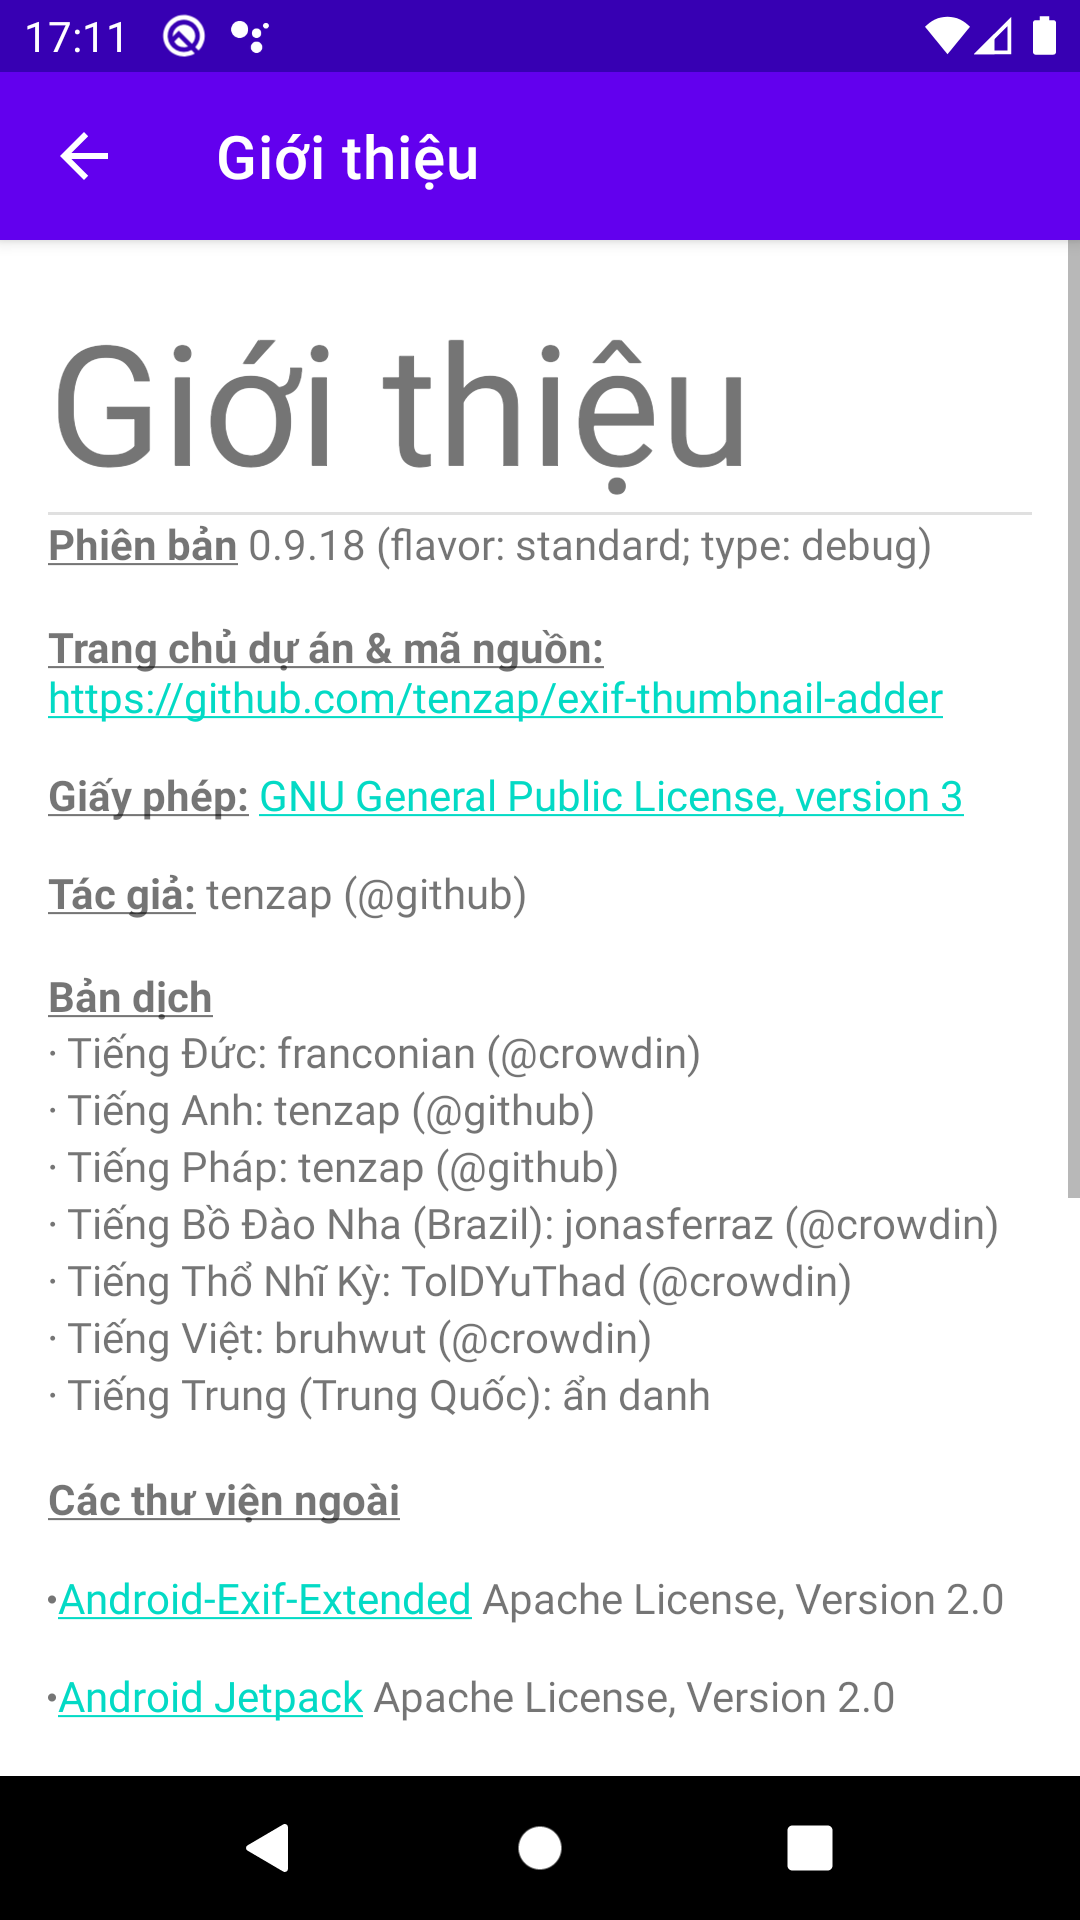 17:11
Giới thiệu
Giới thiệu
Phiên bản 0.9.18 (flavor: standard; type: debug)
Trang chủ dự án & mã nguồn:
https://github.com/tenzap/exif-thumbnail-adder
Giấy phép: GNU General Public License, version 3
Tác giả: tenzap (@github)
Bản dịch
· Tiếng Đức: franconian (@crowdin)
· Tiếng Anh: tenzap (@github)
· Tiếng Pháp: tenzap (@github)
· Tiếng Bồ Đào Nha (Brazil): jonasferraz (@crowdin)
· Tiếng Thổ Nhĩ Kỳ: TolDYuThad (@crowdin)
· Tiếng Việt: bruhwut (@crowdin)
· Tiếng Trung (Trung Quốc): ẩn danh
Các thư viện ngoài
•Android-Exif-Extended Apache License, Version 2.0
•Android Jetpack Apache License, Version 2.0